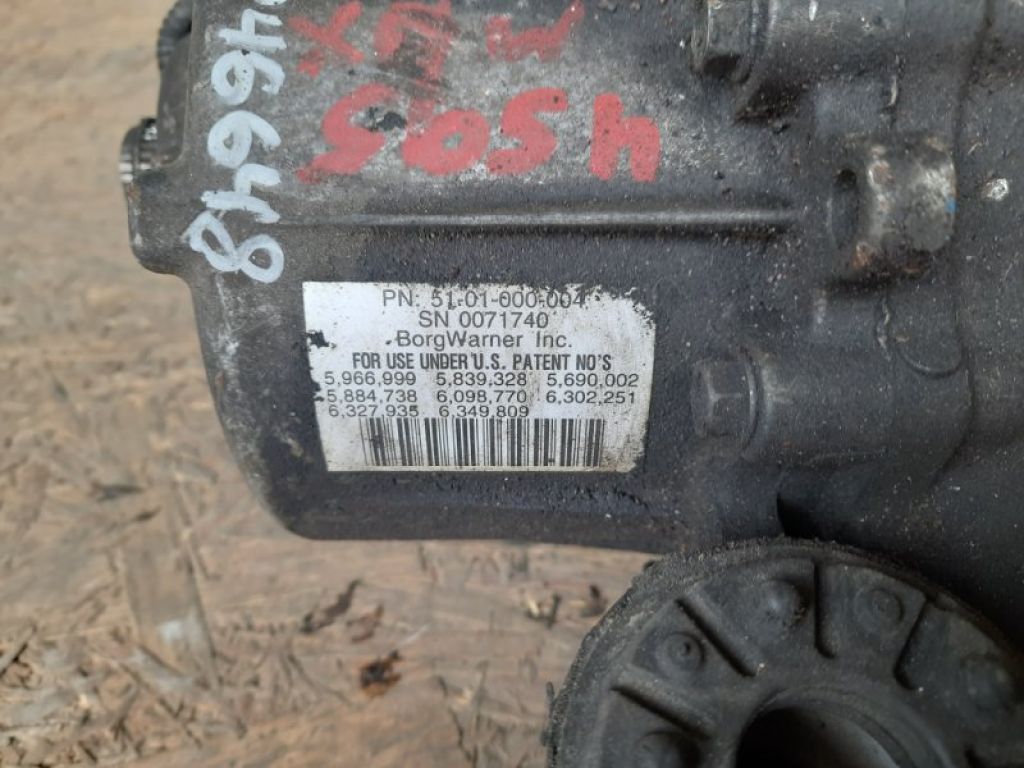 PN: 51-01-000-004
SN 0071740
BorgWarner Inc.
FOR USE UNDER U.S. PATENT NO'S
5,966,999 5,839,328 5,690,002
5,884,738 6,098,770 6,302,251
6,327,935 6,349,809
4505